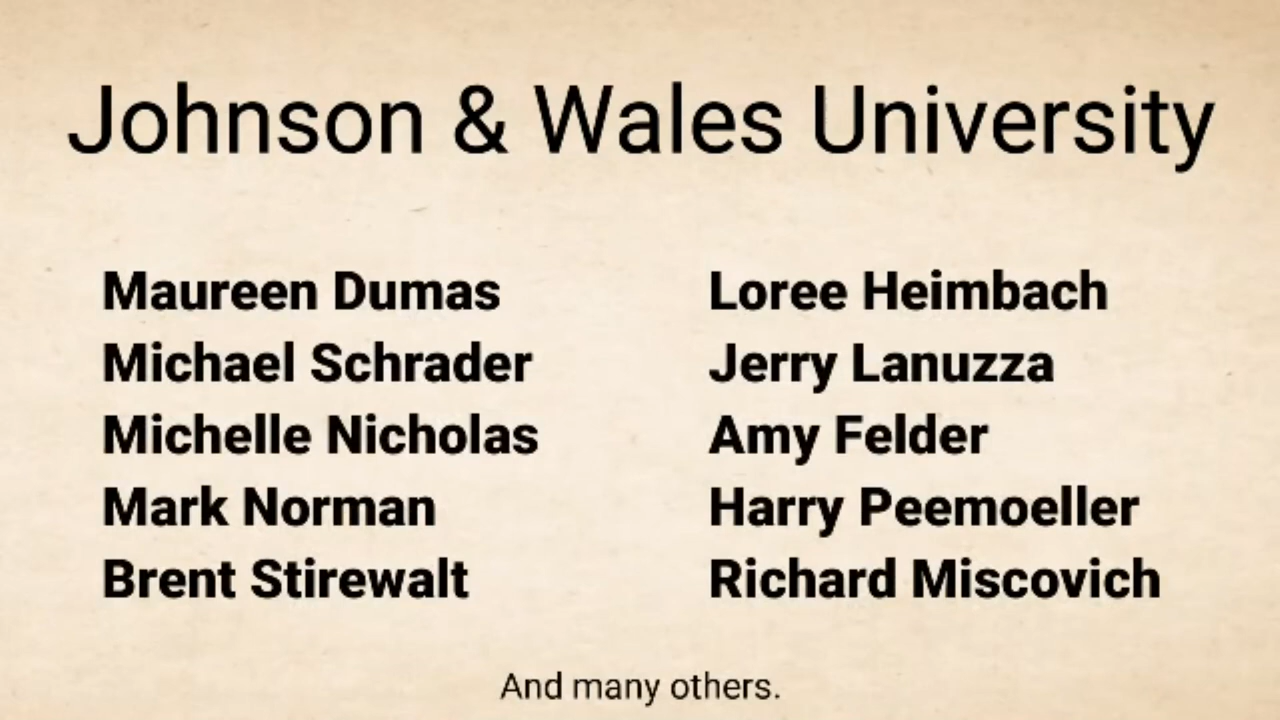 Johnson & Wales University
Maureen Dumas
Michael Schrader
Michelle Nicholas
Mark Norman
Brent Stirewalt
Loree Heimbach
Jerry Lanuzza
Amy Felder
Harry Peemoeller
Richard Miscovich
And many others.